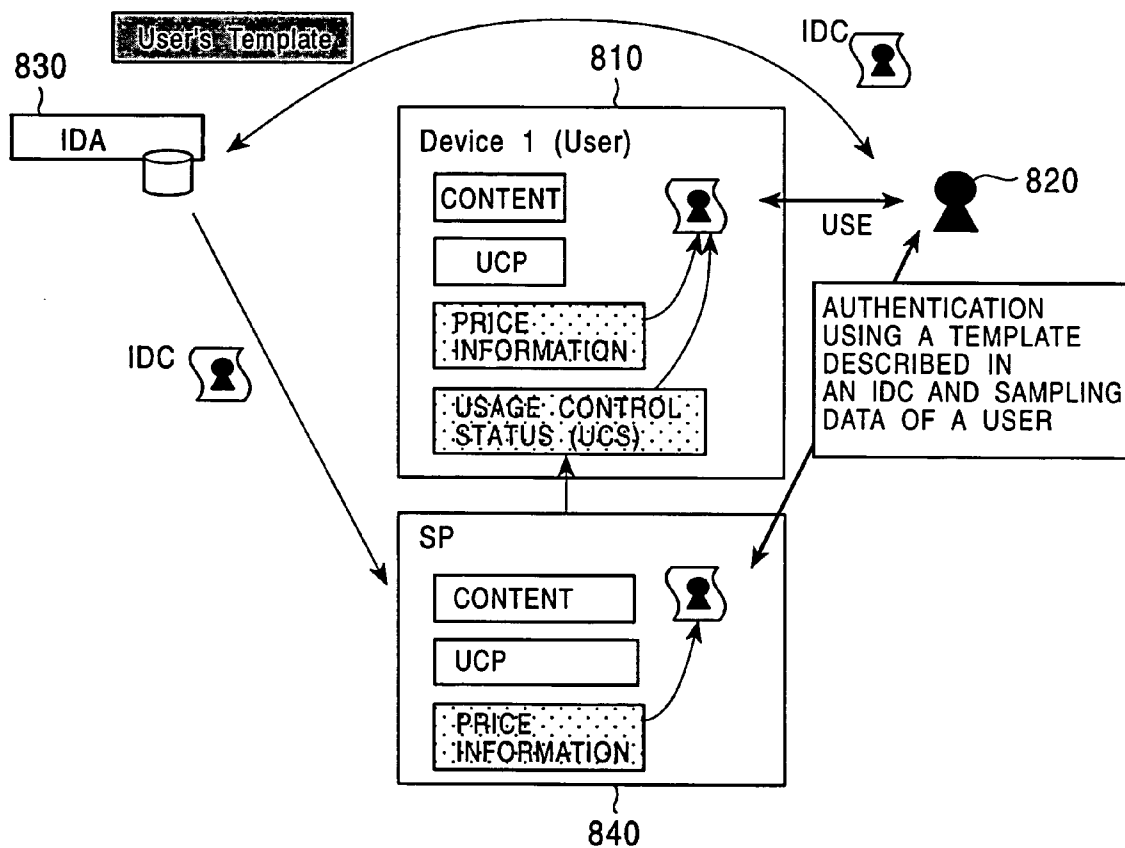 User's Template
IDC
830
810
IDA
Device 1 (User)
CONTENT
820
USE
UCP
AUTHENTICATION
USING A TEMPLATE
DESCRIBED IN
AN IDC AND SAMPLING
DATA OF A USER
PRICE
INFORMATION
IDC
USAGE CONTROL
STATUS (UCS)
SP
CONTENT
UCP
PRICE
INFORMATION
840